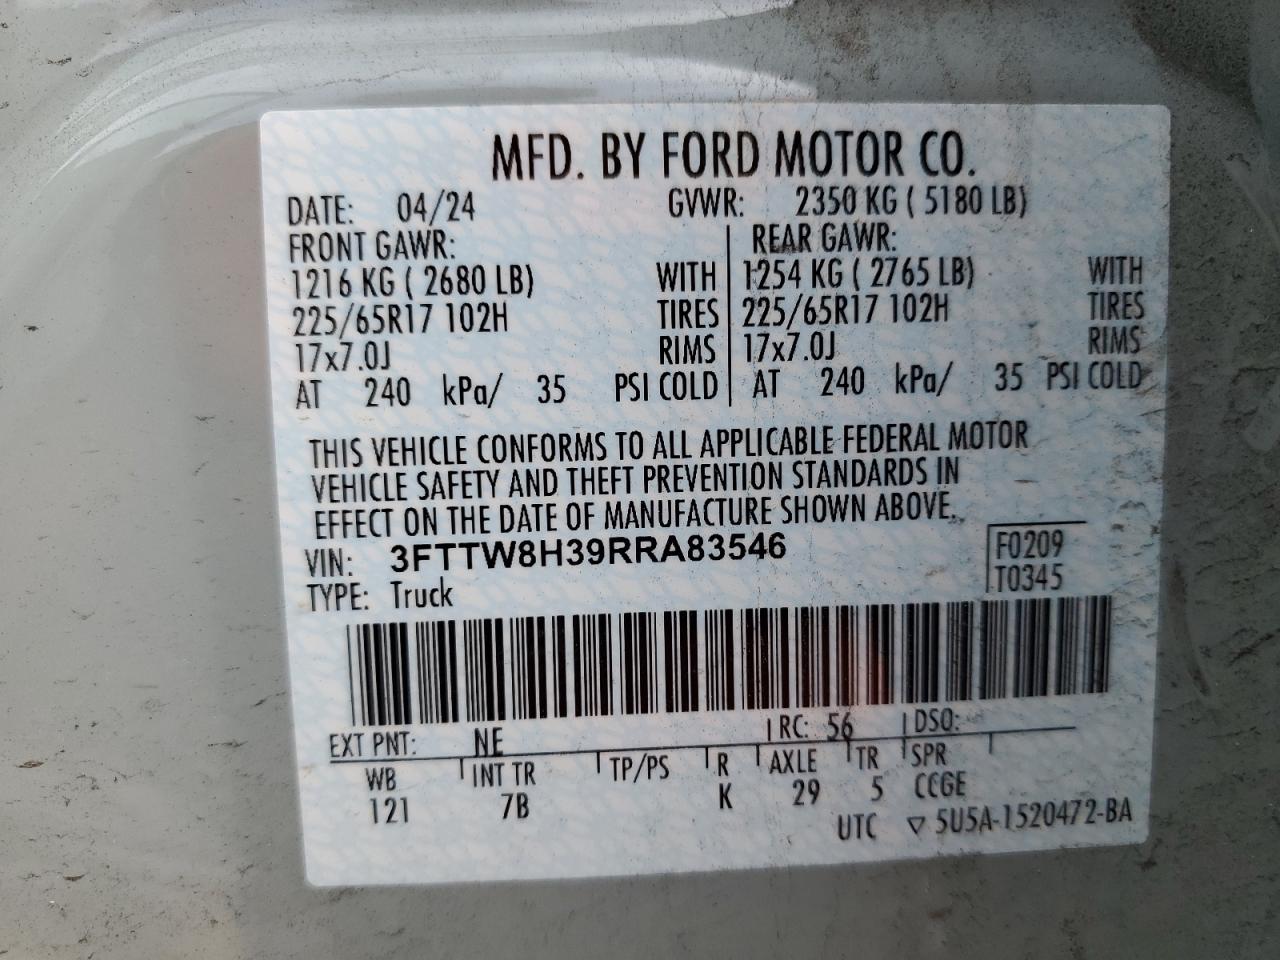 MFD. BY FORD MOTOR CO.
DATE: 04/24 GVWR: 2350 KG ( 5180 LB)
FRONT GAWR: REAR GAWR:
1216 KG ( 2680 LB) WITH 1254 KG ( 2765 LB) WITH
225/65R17 102H TIRES 225/65R17 102H TIRES
17x7.0J RIMS 17x7.0J RIMS
AT 240 kPa/ 35 PSI COLD AT 240 kPa/ 35 PSI COLD
THIS VEHICLE CONFORMS TO ALL APPLICABLE FEDERAL MOTOR
VEHICLE SAFETY AND THEFT PREVENTION STANDARDS IN
EFFECT ON THE DATE OF MANUFACTURE SHOWN ABOVE.
VIN: 3FTTW8H39RRA83546 F0209
TYPE: Truck T0345
EXT PNT: NE RC: 56 DSO:
WB INT TR TP/PS R AXLE TR SPR
121 7B K 29 5 CCGE
UTC ▽ 5U5A-1520472-BA